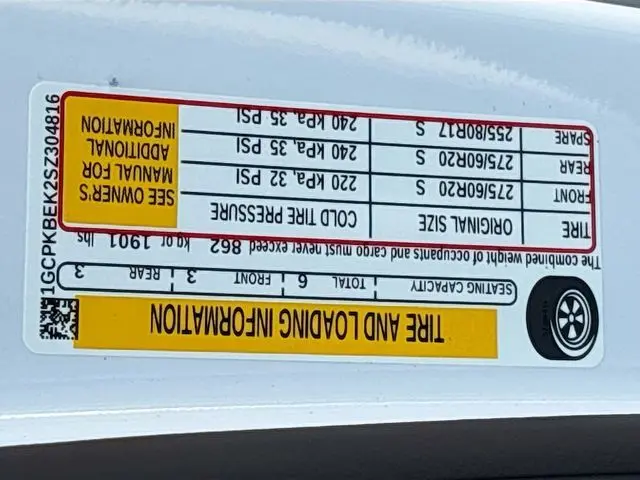 TIRE AND LOADING INFORMATION
SEATING CAPACITY TOTAL 6 FRONT 3 REAR 3
The combined weight of occupants and cargo must never exceed 862 kg or 1901 lbs
TIRE ORIGINAL SIZE COLD TIRE PRESSURE
FRONT 275/60R20 S 220 kPa, 32 PSI
REAR 275/60R20 S 240 kPa, 35 PSI
SPARE 255/80R17 S 240 kPa, 35 PSI
SEE OWNER'S
MANUAL FOR
ADDITIONAL
INFORMATION
1GCPKBEK2SZ304816